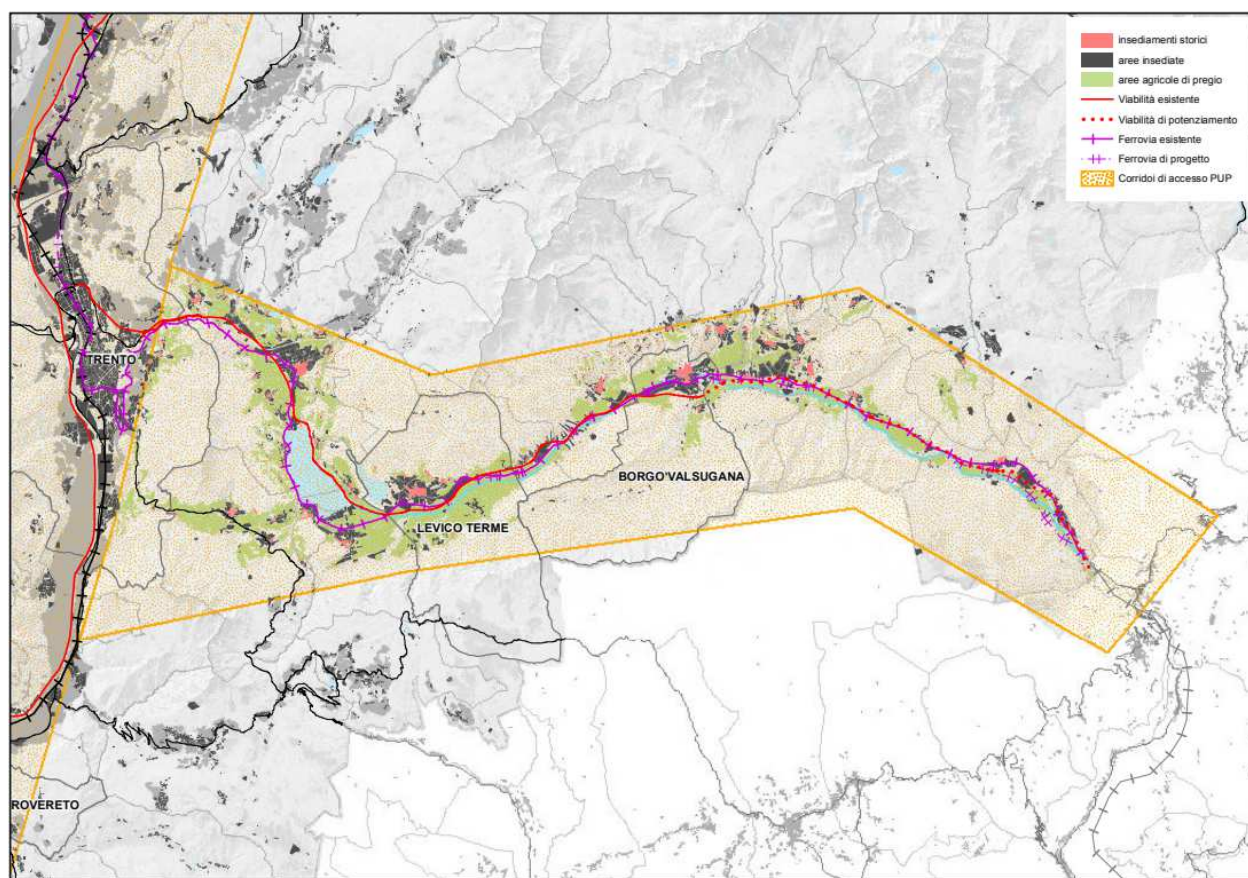 insediamenti storici
aree insediate
aree agricole di pregio
Viabilità esistente
Viabilità di potenziamento
Ferrovia esistente
Ferrovia di progetto
Corridoi di accesso PUP
TRENTO
BORGO VALSUGANA
LEVICO TERME
ROVERETO